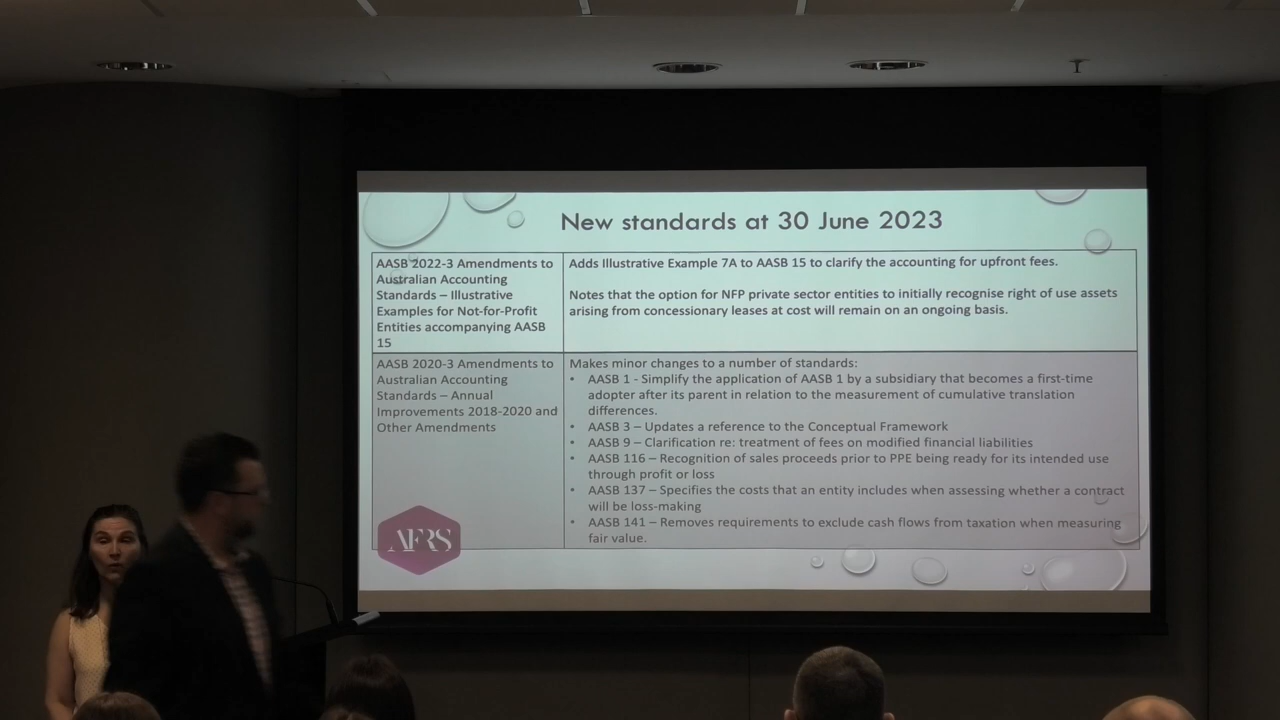 New standards at 30 June 2023
AASB 2022-3 Amendments to
Australian Accounting
Standards – Illustrative
Examples for Not-for-Profit
Entities accompanying AASB
15
Adds Illustrative Example 7A to AASB 15 to clarify the accounting for upfront fees.
Notes that the option for NFP private sector entities to initially recognise right of use assets
arising from concessionary leases at cost will remain on an ongoing basis.
AASB 2020-3 Amendments to
Australian Accounting
Standards – Annual
Improvements 2018-2020 and
Other Amendments
Makes minor changes to a number of standards:
• AASB 1 - Simplify the application of AASB 1 by a subsidiary that becomes a first-time
adopter after its parent in relation to the measurement of cumulative translation
differences.
• AASB 3 – Updates a reference to the Conceptual Framework
• AASB 9 – Clarification re: treatment of fees on modified financial liabilities
• AASB 116 – Recognition of sales proceeds prior to PPE being ready for its intended use
through profit or loss
• AASB 137 – Specifies the costs that an entity includes when assessing whether a contract
will be loss-making
• AASB 141 – Removes requirements to exclude cash flows from taxation when measuring
fair value.
AFRS